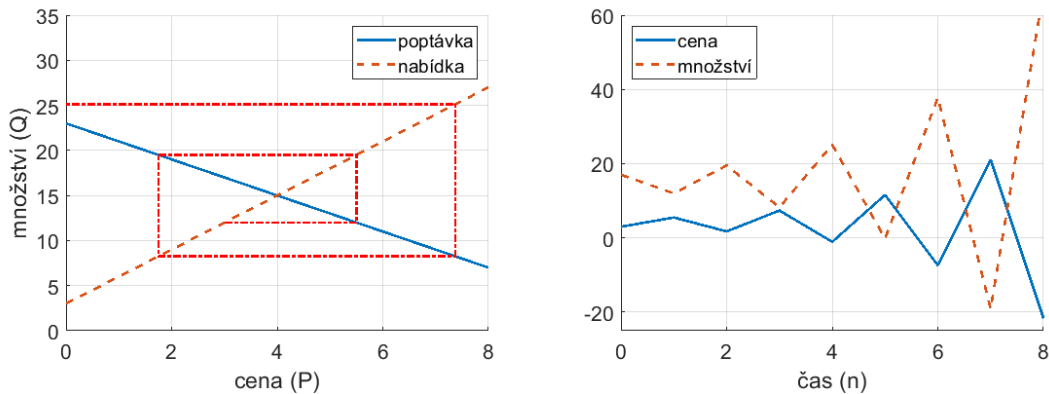 35
30
25
20
15
10
5
0
množství (Q)
poptávka
nabídka
0 2 4 6 8
cena (P)
60
40
20
0
-20
cena
množství
0 2 4 6 8
čas (n)